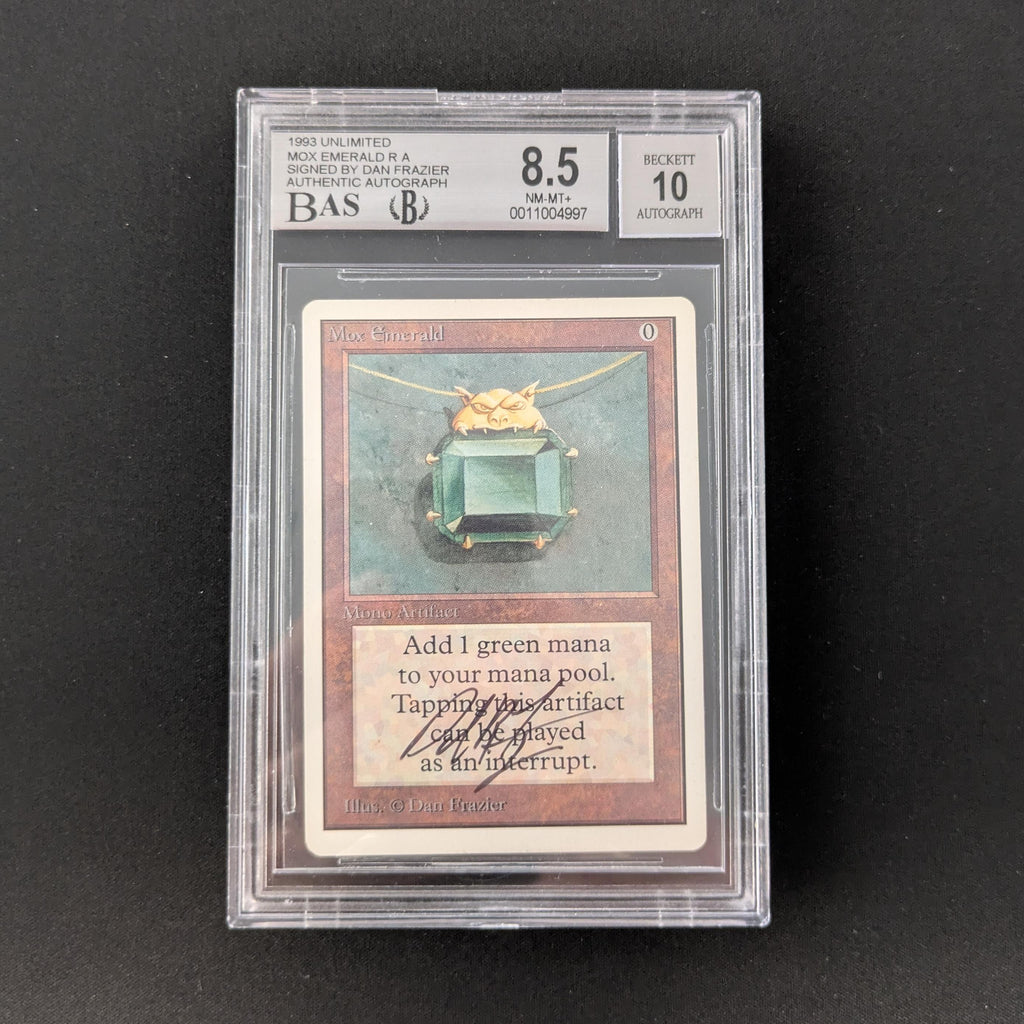 1993 UNLIMITED
MOX EMERALD R A
SIGNED BY DAN FRAZIER
AUTHENTIC AUTOGRAPH
BAS B
8.5
NM-MT+
0011004997
BECKETT
10
AUTOGRAPH
Mox Emerald 0
Mono Artifact
Add 1 green mana
to your mana pool.
Tapping this artifact
can be played
as an interrupt.
Illus. © Dan Frazier